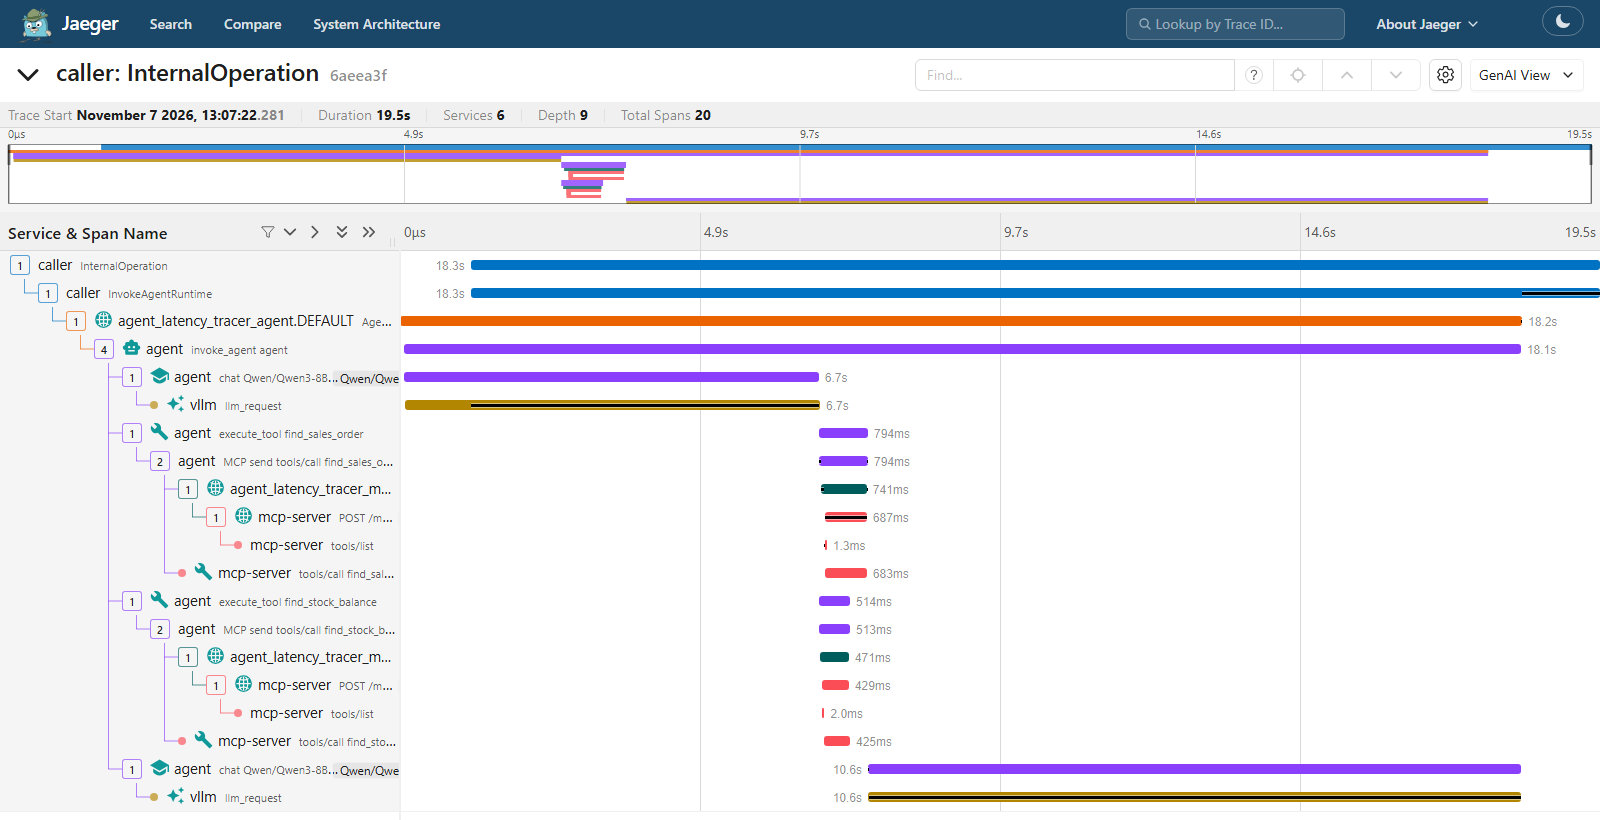 Jaeger Search Compare System Architecture Lookup by Trace ID... About Jaeger
caller: InternalOperation 6aeea3f Find... ? GenAI View
Trace Start November 7 2026, 13:07:22.281 Duration 19.5s Services 6 Depth 9 Total Spans 20
0μs 4.9s 9.7s 14.6s 19.5s
Service & Span Name 0μs 4.9s 9.7s 14.6s 19.5s
1 caller InternalOperation 18.3s
1 caller InvokeAgentRuntime 18.3s
1 agent_latency_tracer_agent.DEFAULT Age... 18.2s
4 agent invoke_agent agent 18.1s
1 agent chat Qwen/Qwen3-8B... Qwen/Qwe 6.7s
vllm llm_request 6.7s
1 agent execute_tool find_sales_order 794ms
2 agent MCP send tools/call find_sales_o... 794ms
1 agent_latency_tracer_m... 741ms
1 mcp-server POST /m... 687ms
mcp-server tools/list 1.3ms
mcp-server tools/call find_sal... 683ms
1 agent execute_tool find_stock_balance 514ms
2 agent MCP send tools/call find_stock_b... 513ms
1 agent_latency_tracer_m... 471ms
1 mcp-server POST /m... 429ms
mcp-server tools/list 2.0ms
mcp-server tools/call find_sto... 425ms
1 agent chat Qwen/Qwen3-8B... Qwen/Qwe 10.6s
vllm llm_request 10.6s